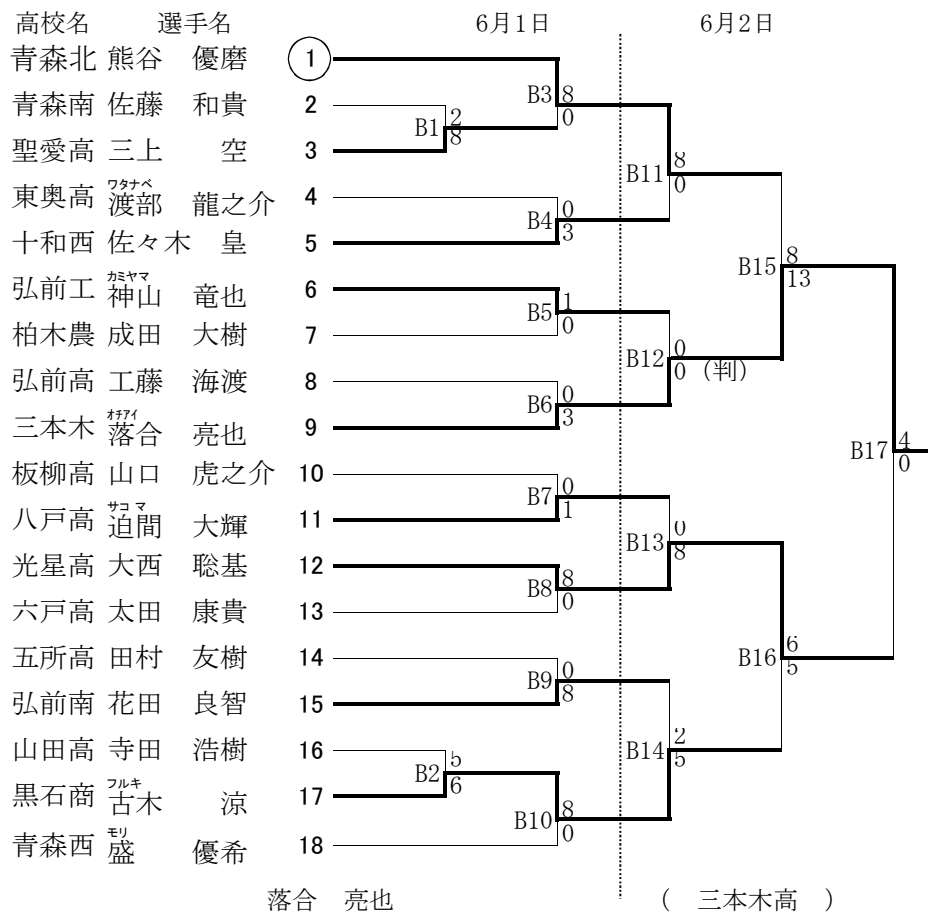 高校名 選手名 6月1日 6月2日
青森北 熊谷 優磨 1
B3 8
0
青森南 佐藤 和貴 2
B1 2
8
聖愛高 三上 空 3
B11 8
0
ワタナベ
東奥高 渡部 龍之介 4
B4 0
3
十和西 佐々木 皇 5
B15 8
13
カミヤマ
弘前工 神山 竜也 6
B5 1
0
柏木農 成田 大樹 7
B12 0
0 (判)
弘前高 工藤 海渡 8
B6 0
3
オチアイ
三本木 落合 亮也 9
B17 4
0
板柳高 山口 虎之介 10
B7 0
1
サコマ
八戸高 迫間 大輝 11
B13 0
8
光星高 大西 聡基 12
B8 8
0
六戸高 太田 康貴 13
B16 6
5
五所高 田村 友樹 14
B9 0
8
弘前南 花田 良智 15
B14 2
5
山田高 寺田 浩樹 16
B2 5
6
フルキ
黒石商 古木 涼 17
B10 8
0
モリ
青森西 盛 優希 18
落合 亮也 ( 三本木高 )